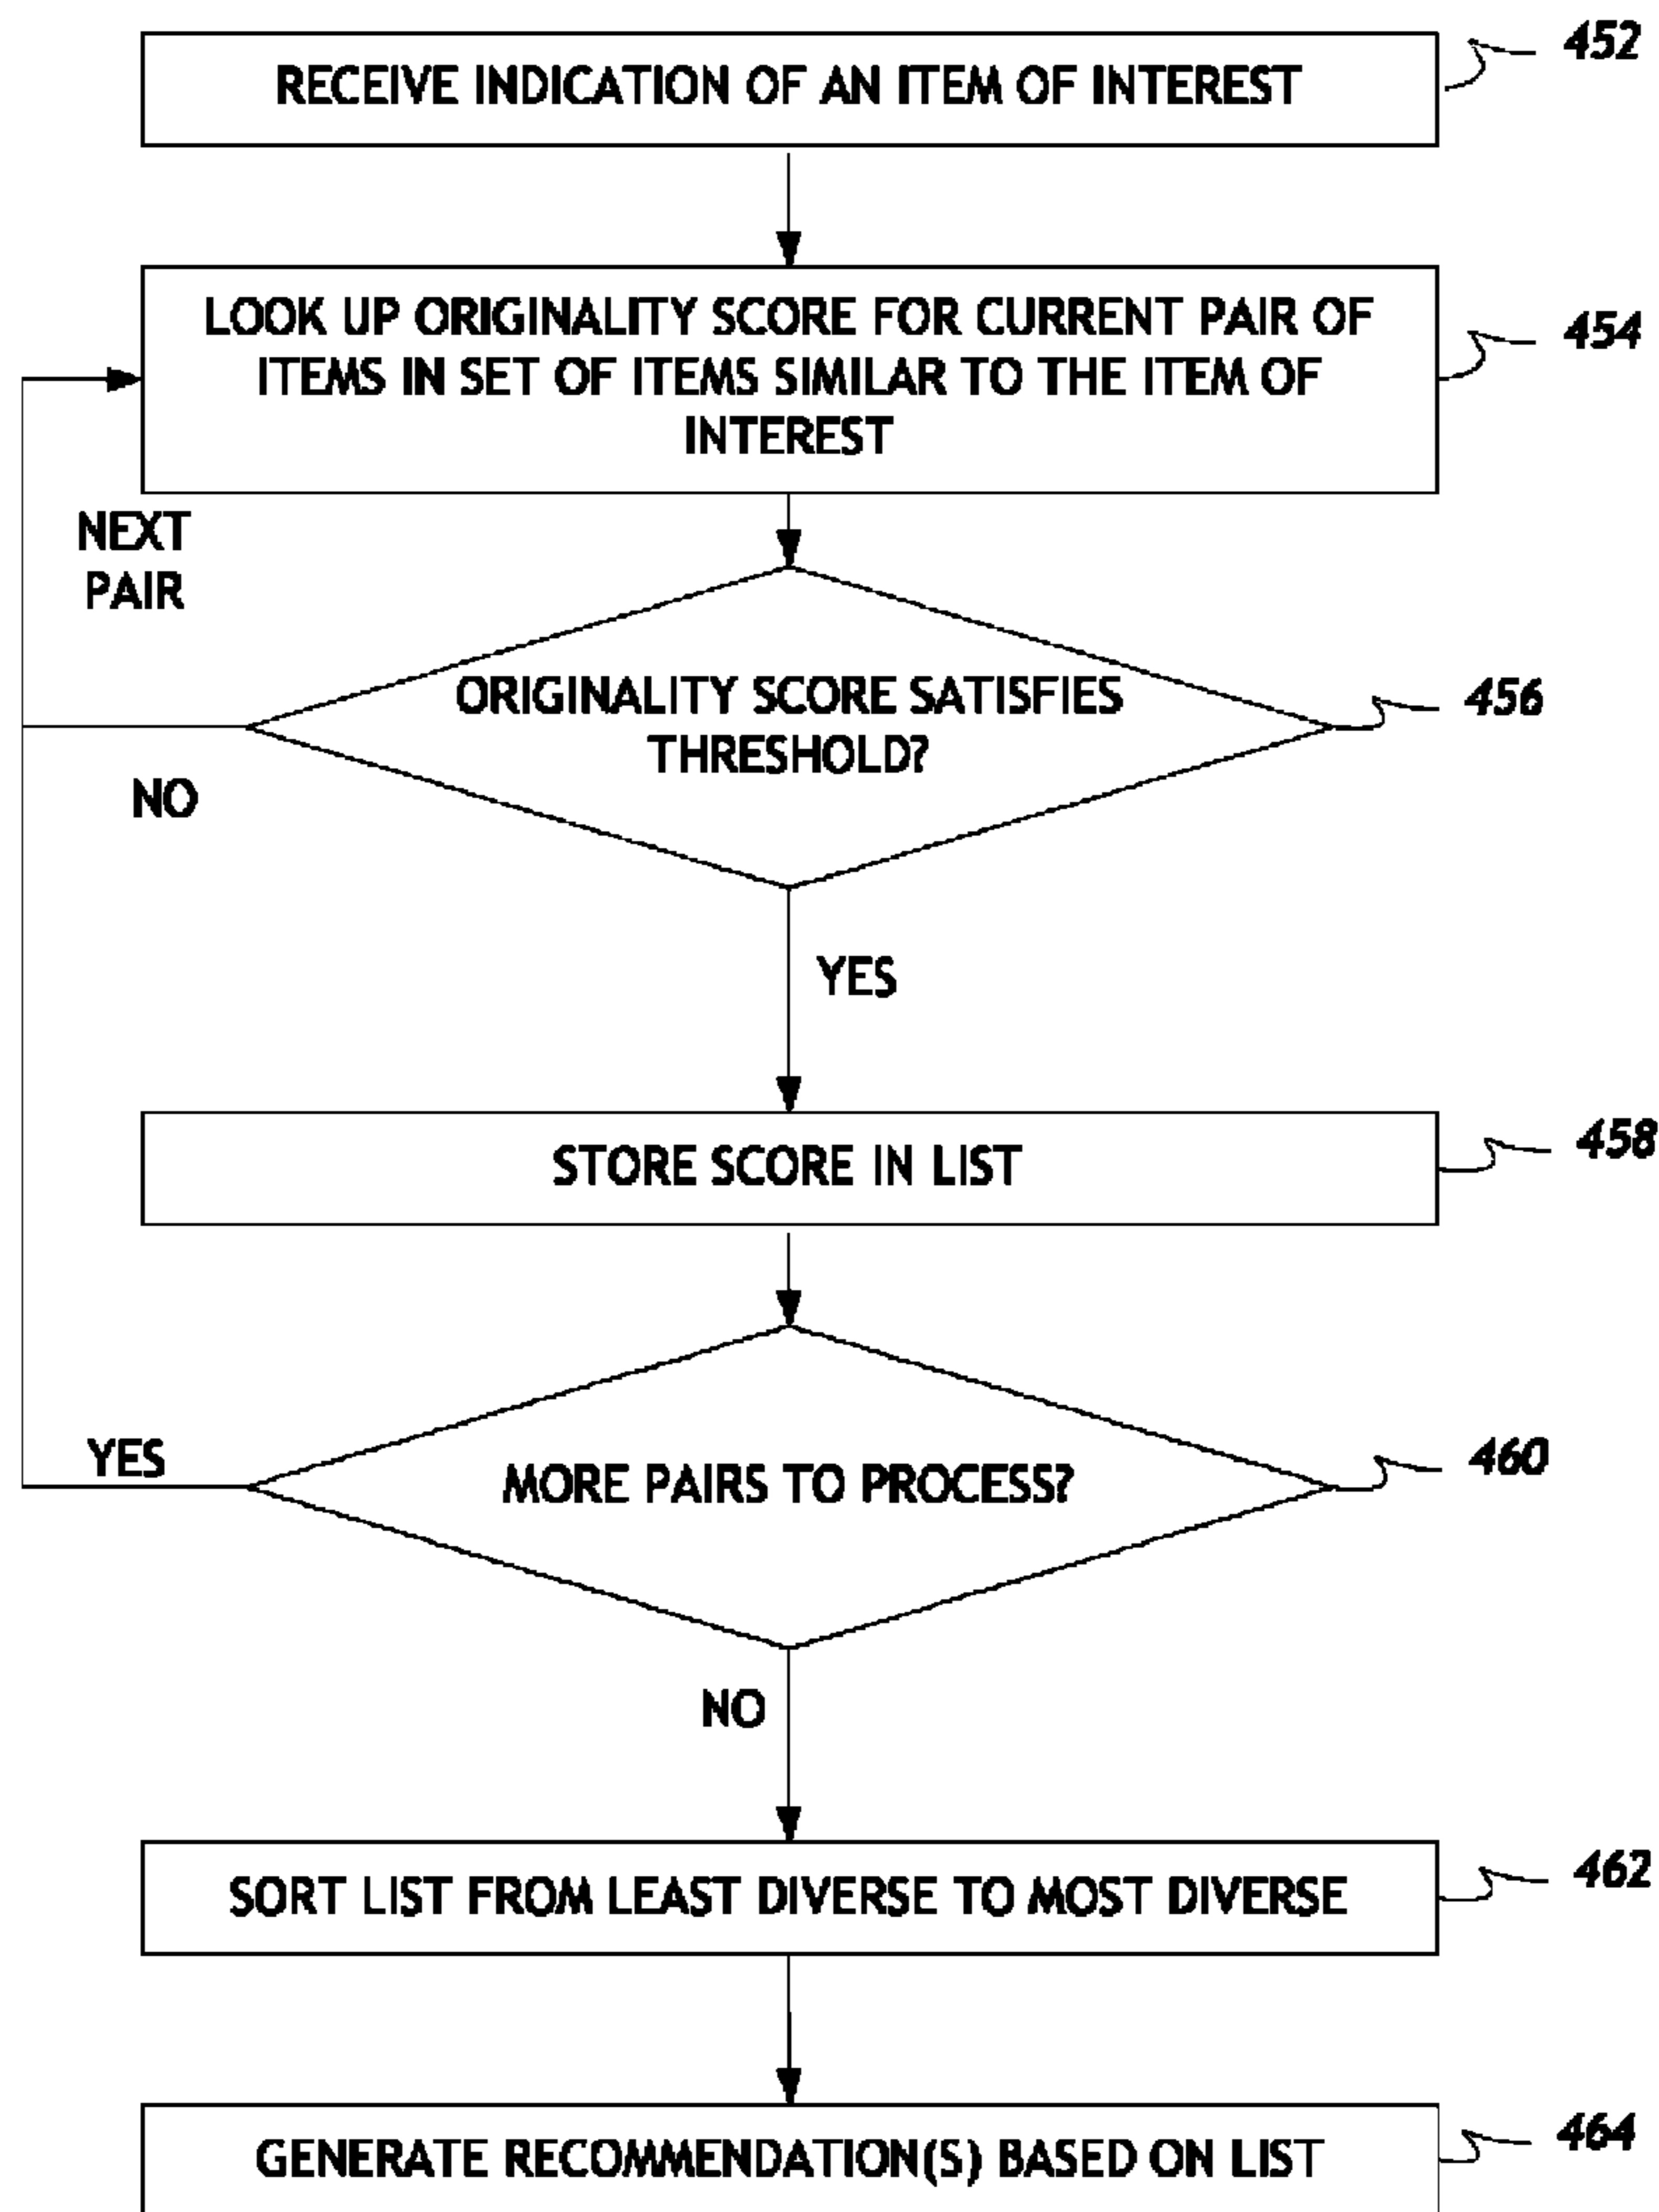 RECEIVE INDICATION OF AN ITEM OF INTEREST
452
LOOK UP ORIGINALITY SCORE FOR CURRENT PAIR OF
ITEMS IN SET OF ITEMS SIMILAR TO THE ITEM OF
INTEREST
454
NEXT
PAIR
ORIGINALITY SCORE SATISFIES
THRESHOLD?
456
NO
YES
STORE SCORE IN LIST
458
MORE PAIRS TO PROCESS?
460
YES
NO
SORT LIST FROM LEAST DIVERSE TO MOST DIVERSE
462
GENERATE RECOMMENDATION(S) BASED ON LIST
464